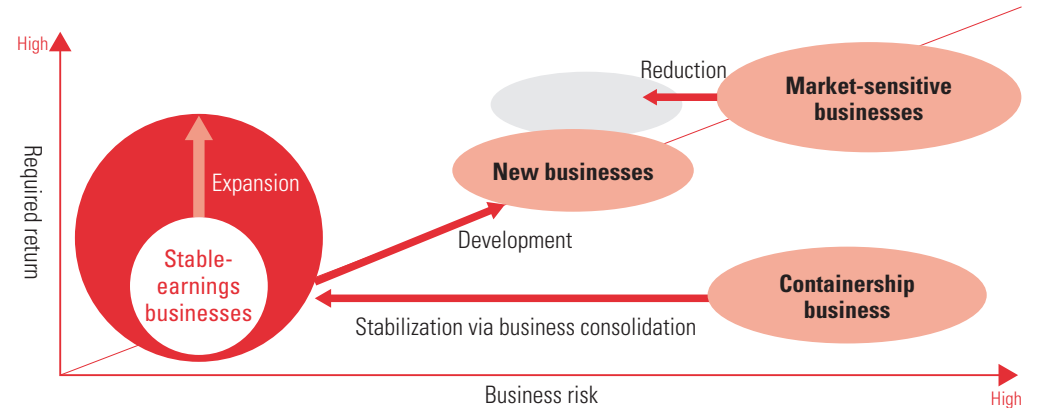 High
Reduction
Market-sensitive
businesses
Required return
Expansion
New businesses
Development
Stable-
earnings
businesses
Containership
business
Stabilization via business consolidation
Business risk
High